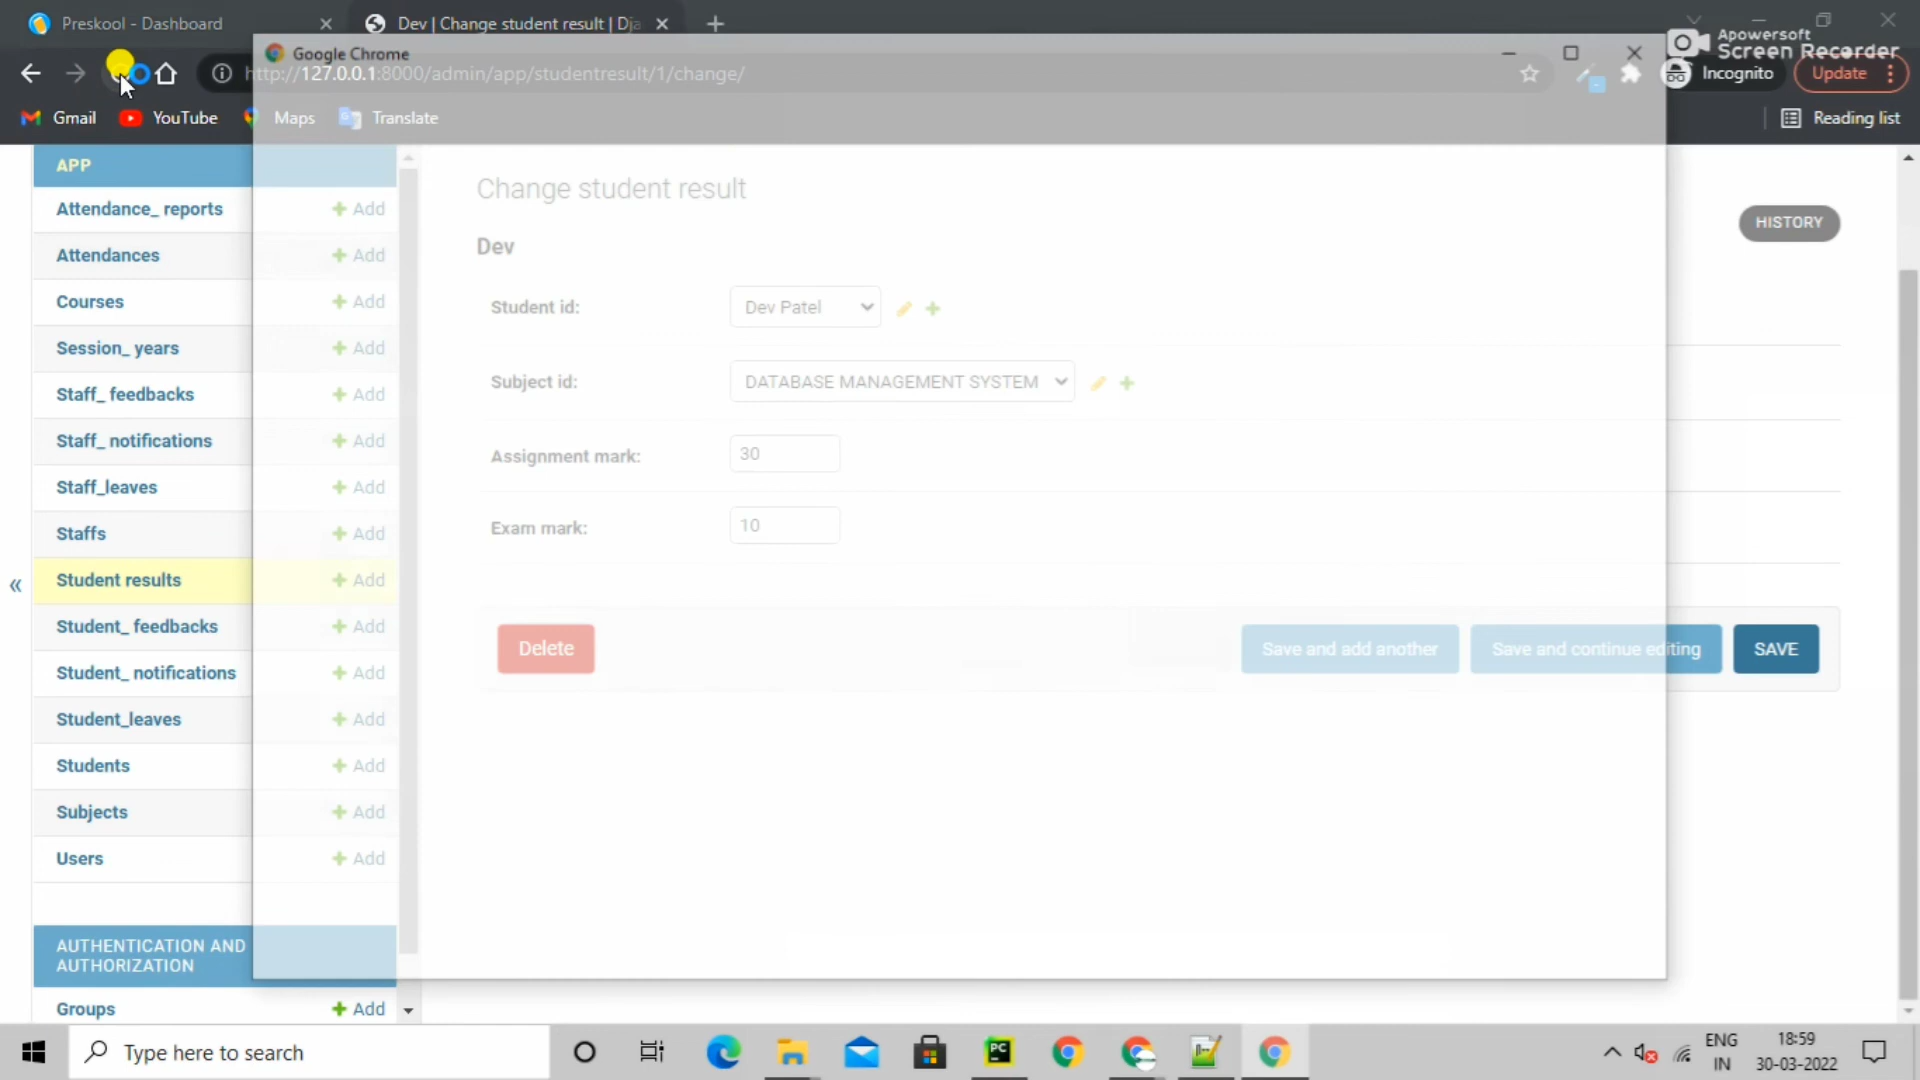 Preskool - Dashboard
Dev | Change student result | Dja
Apowersoft
Screen Recorder
Google Chrome
http://127.0.0.1:8000/admin/app/studentresult/1/change/
Incognito
Update
Gmail
YouTube
Maps
Translate
Reading list
APP
Attendance_ reports
Add
Attendances
Add
Courses
Add
Session_ years
Add
Staff_ feedbacks
Add
Staff_ notifications
Add
Staff_leaves
Add
Staffs
Add
Student results
Add
Student_ feedbacks
Add
Student_ notifications
Add
Student_leaves
Add
Students
Add
Subjects
Add
Users
Add
AUTHENTICATION AND
AUTHORIZATION
Groups
Add
Change student result
HISTORY
Dev
Student id:
Dev Patel
Subject id:
DATABASE MANAGEMENT SYSTEM
Assignment mark:
30
Exam mark:
10
Delete
Save and add another
Save and continue editing
SAVE
Type here to search
PC
ENG
IN
18:59
30-03-2022